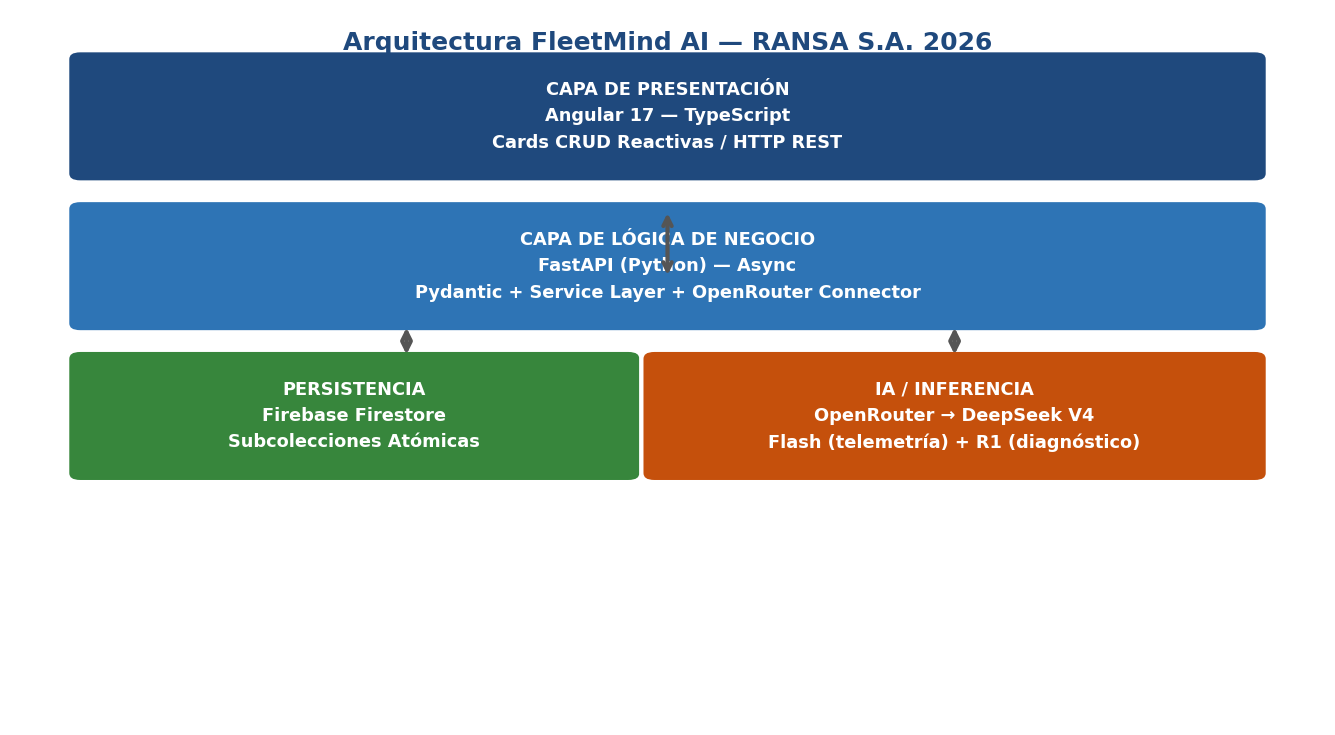 Arquitectura FleetMind AI — RANSA S.A. 2026
CAPA DE PRESENTACIÓN
Angular 17 — TypeScript
Cards CRUD Reactivas / HTTP REST
CAPA DE LÓGICA DE NEGOCIO
FastAPI (Python) — Async
Pydantic + Service Layer + OpenRouter Connector
PERSISTENCIA
Firebase Firestore
Subcolecciones Atómicas
IA / INFERENCIA
OpenRouter → DeepSeek V4
Flash (telemetría) + R1 (diagnóstico)